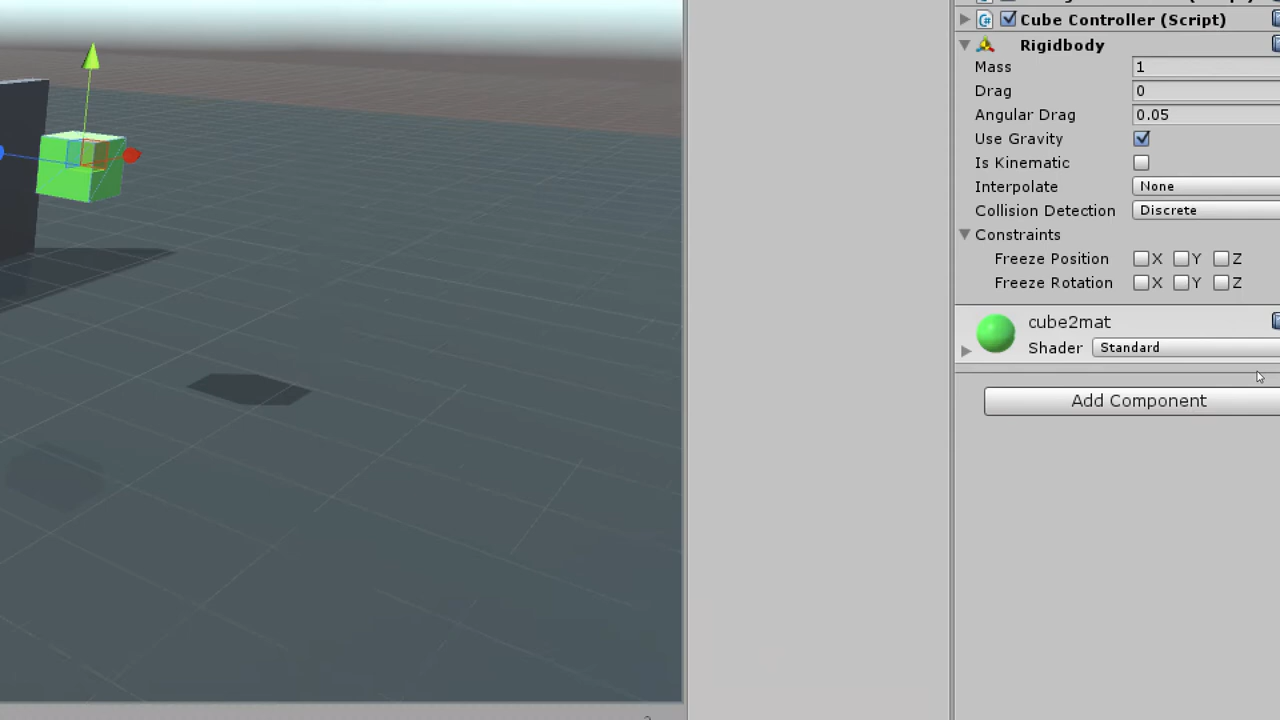 Cube Controller (Script)
Rigidbody
Mass 1
Drag 0
Angular Drag 0.05
Use Gravity
Is Kinematic
Interpolate None
Collision Detection Discrete
Constraints
Freeze Position X Y Z
Freeze Rotation X Y Z
cube2mat
Shader Standard
Add Component